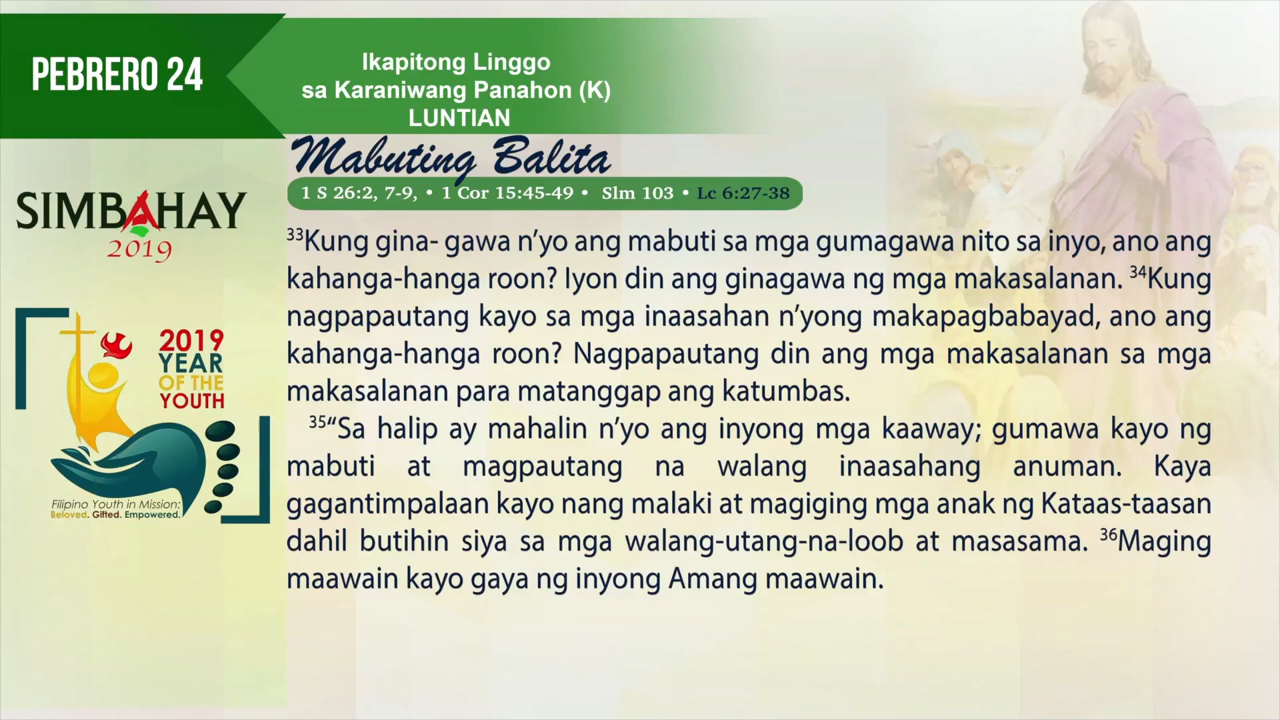 PEBRERO 24
Ikapitong Linggo
sa Karaniwang Panahon (K)
LUNTIAN
Mabuting Balita
1 S 26:2, 7-9, • 1 Cor 15:45-49 • Slm 103 • Lc 6:27-38
SIMBAHAY
2019
2019
YEAR
OF THE
YOUTH
Filipino Youth in Mission:
Beloved. Gifted. Empowered.
33Kung gina- gawa n’yo ang mabuti sa mga gumagawa nito sa inyo, ano ang
kahanga-hanga roon? Iyon din ang ginagawa ng mga makasalanan. 34Kung
nagpapautang kayo sa mga inaasahan n’yong makapagbabayad, ano ang
kahanga-hanga roon? Nagpapautang din ang mga makasalanan sa mga
makasalanan para matanggap ang katumbas.
35“Sa halip ay mahalin n’yo ang inyong mga kaaway; gumawa kayo ng
mabuti at magpautang na walang inaasahang anuman. Kaya
gagantimpalaan kayo nang malaki at magiging mga anak ng Kataas-taasan
dahil butihin siya sa mga walang-utang-na-loob at masasama. 36Maging
maawain kayo gaya ng inyong Amang maawain.